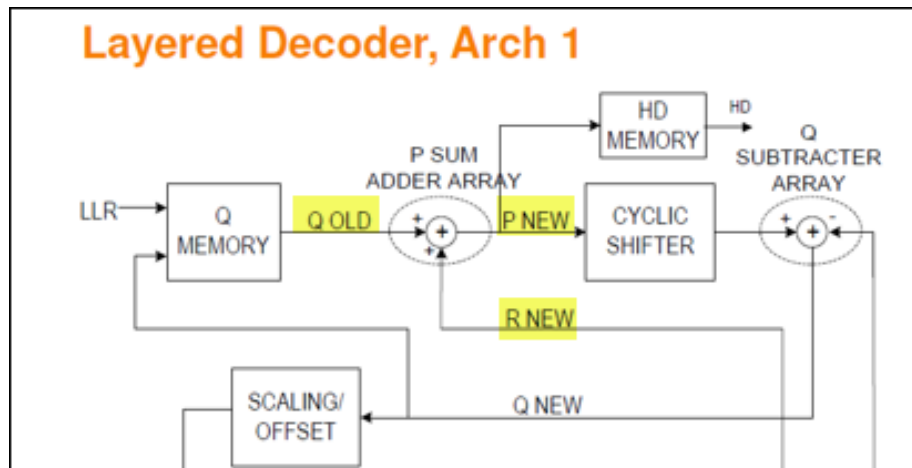 Layered Decoder, Arch 1
HD
MEMORY
HD
P SUM
ADDER ARRAY
Q
SUBTRACTER
ARRAY
LLR
Q
MEMORY
Q OLD
+
+
+
P NEW
CYCLIC
SHIFTER
+
-
+
R NEW
SCALING/
OFFSET
Q NEW